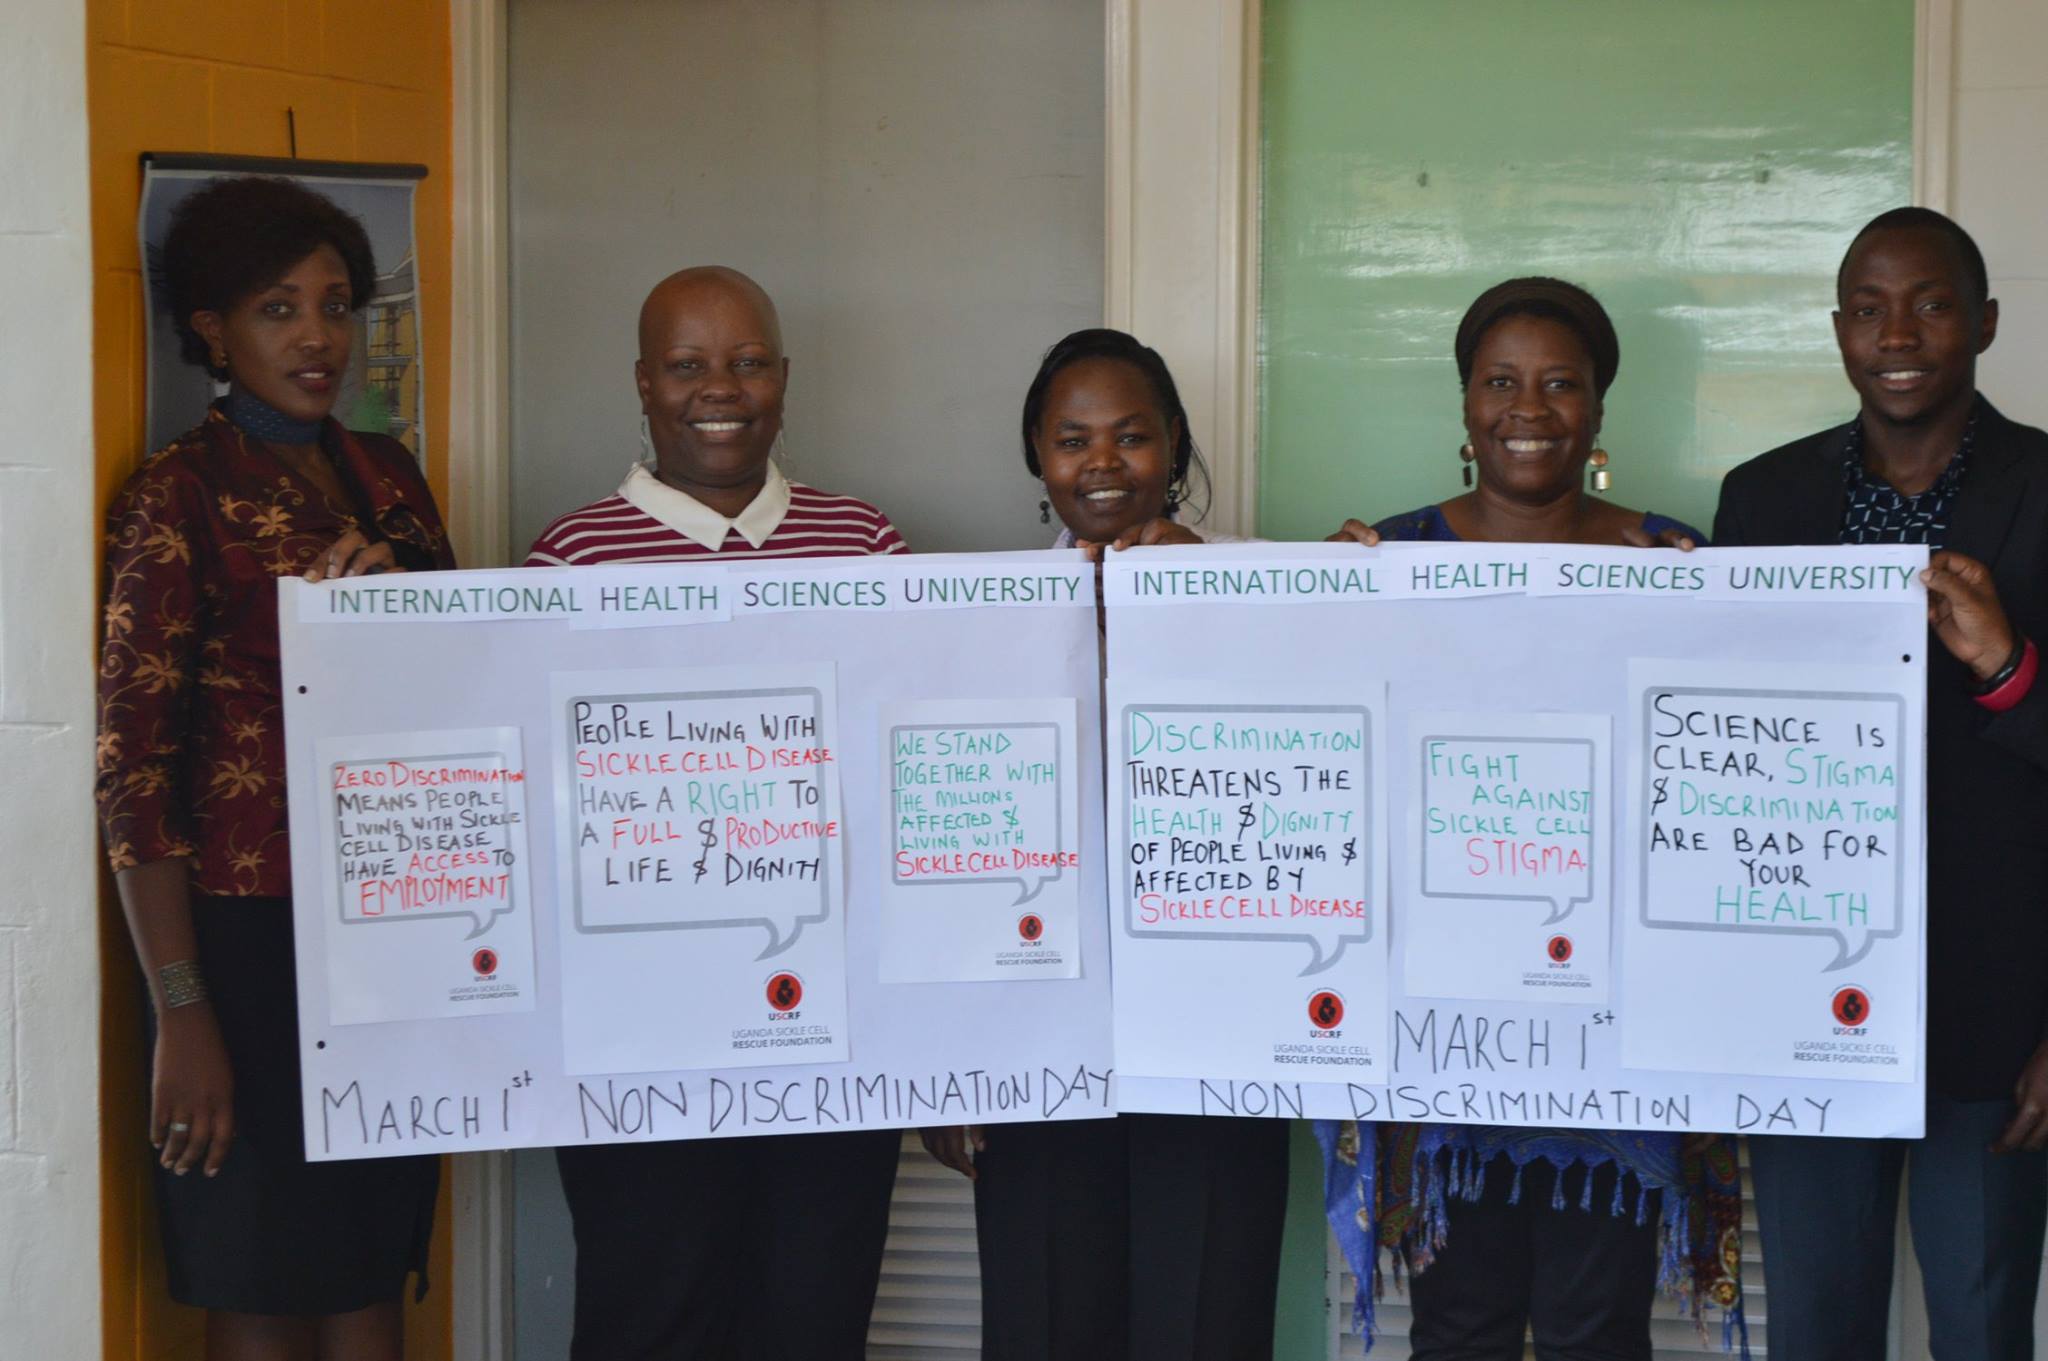 INTERNATIONAL HEALTH SCIENCES UNIVERSITY
ZERO DISCRIMINATION
MEANS PEOPLE
LIVING WITH SICKLE
CELL DISEASE
HAVE ACCESS TO
EMPLOYMENT
USCRF
UGANDA SICKLE CELL
RESCUE FOUNDATION
PEOPLE LIVING WITH
SICKLE CELL DISEASE
HAVE A RIGHT TO
A FULL & PRODUCTIVE
LIFE & DIGNITY
USCRF
UGANDA SICKLE CELL
RESCUE FOUNDATION
WE STAND
TOGETHER WITH
THE MILLIONS
AFFECTED &
LIVING WITH
SICKLE CELL DISEASE
USCRF
UGANDA SICKLE CELL
RESCUE FOUNDATION
MARCH 1st NON DISCRIMINATION DAY
INTERNATIONAL HEALTH SCIENCES UNIVERSITY
DISCRIMINATION
THREATENS THE
HEALTH & DIGNITY
OF PEOPLE LIVING &
AFFECTED BY
SICKLE CELL DISEASE
USCRF
UGANDA SICKLE CELL
RESCUE FOUNDATION
FIGHT
AGAINST
SICKLE CELL
STIGMA
USCRF
UGANDA SICKLE CELL
RESCUE FOUNDATION
SCIENCE IS
CLEAR, STIGMA
& DISCRIMINATION
ARE BAD FOR
YOUR
HEALTH
USCRF
UGANDA SICKLE CELL
RESCUE FOUNDATION
MARCH 1st
NON DISCRIMINATION DAY